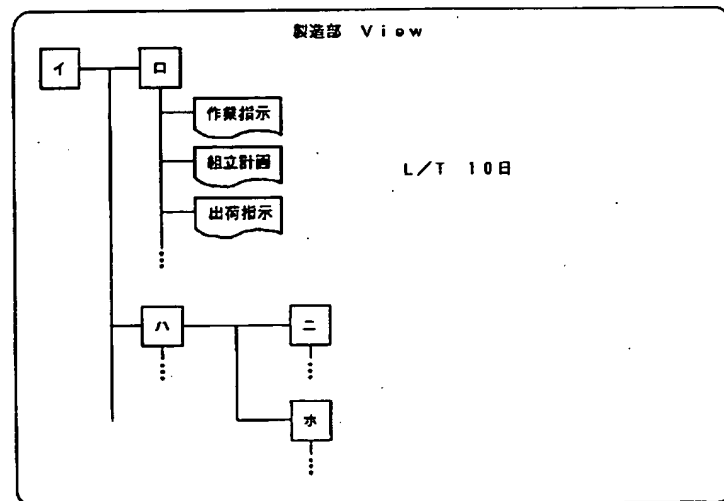 製造部 View
イ
ロ
作業指示
組立計画
L/T 10日
出荷指示
ハ
ニ
ホ